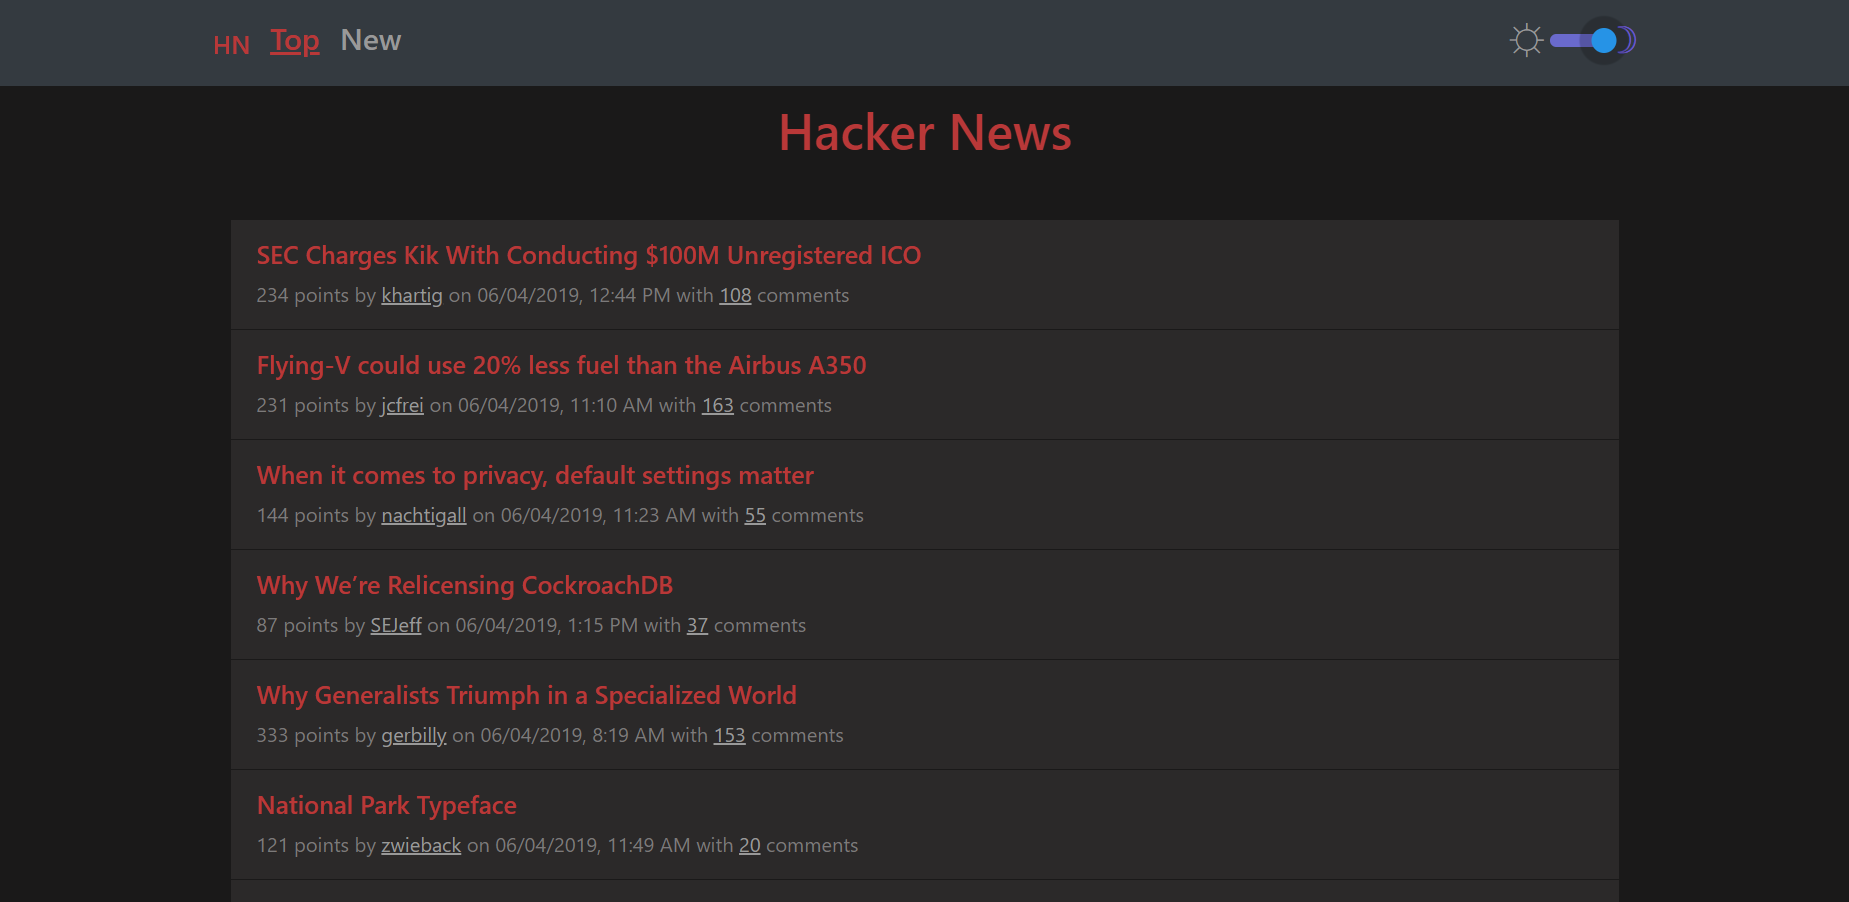 HN Top New
Hacker News
SEC Charges Kik With Conducting $100M Unregistered ICO
234 points by khartig on 06/04/2019, 12:44 PM with 108 comments
Flying-V could use 20% less fuel than the Airbus A350
231 points by jcfrei on 06/04/2019, 11:10 AM with 163 comments
When it comes to privacy, default settings matter
144 points by nachtigall on 06/04/2019, 11:23 AM with 55 comments
Why We’re Relicensing CockroachDB
87 points by SEJeff on 06/04/2019, 1:15 PM with 37 comments
Why Generalists Triumph in a Specialized World
333 points by gerbilly on 06/04/2019, 8:19 AM with 153 comments
National Park Typeface
121 points by zwieback on 06/04/2019, 11:49 AM with 20 comments